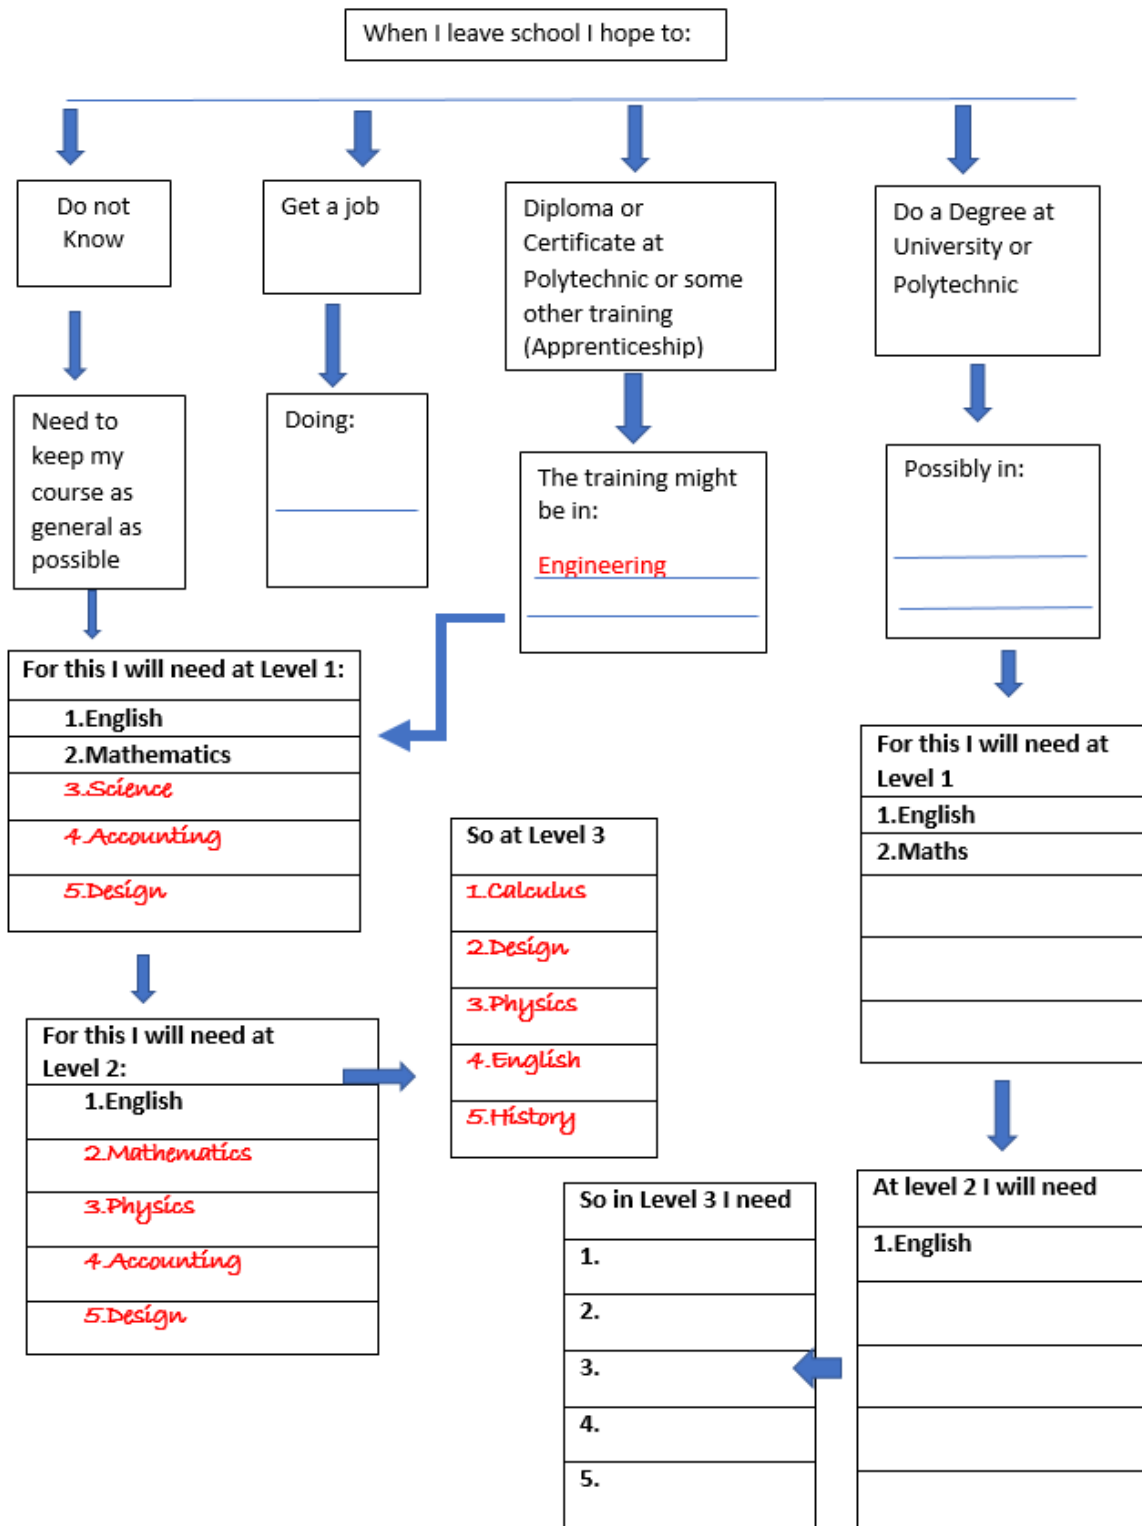 When I leave school I hope to:
Do not
Know
Get a job
Diploma or
Certificate at
Polytechnic or some
other training
(Apprenticeship)
Do a Degree at
University or
Polytechnic
Need to
keep my
course as
general as
possible
Doing:
The training might
be in:
Engineering
Possibly in:
For this I will need at Level 1:
1.English
2.Mathematics
3.Science
4.Accounting
5.Design
For this I will need at
Level 2:
1.English
2.Mathematics
3.Physics
4.Accounting
5.Design
So at Level 3
1.Calculus
2.Design
3.Physics
4.English
5.History
For this I will need at
Level 1
1.English
2.Maths
At level 2 I will need
1.English
So in Level 3 I need
1.
2.
3.
4.
5.